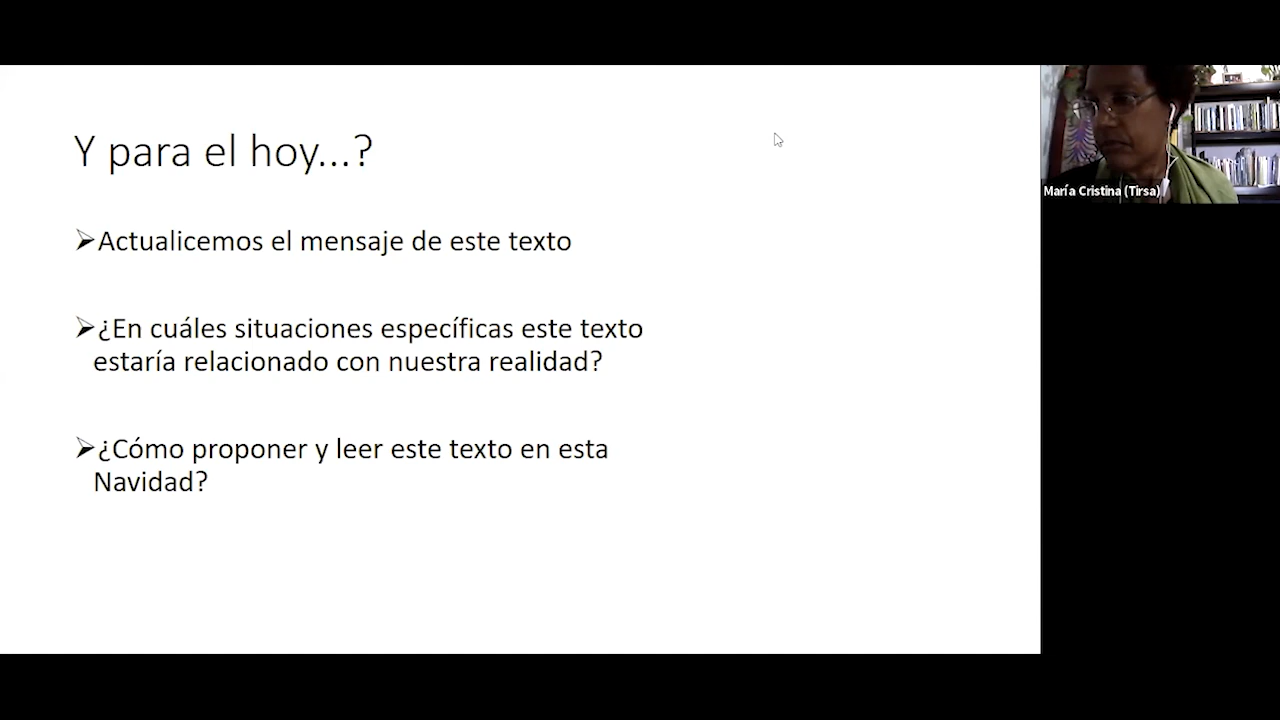 Y para el hoy...?
➢Actualicemos el mensaje de este texto
➢¿En cuáles situaciones específicas este texto
estaría relacionado con nuestra realidad?
➢¿Cómo proponer y leer este texto en esta
Navidad?
María Cristina (Tirsa)